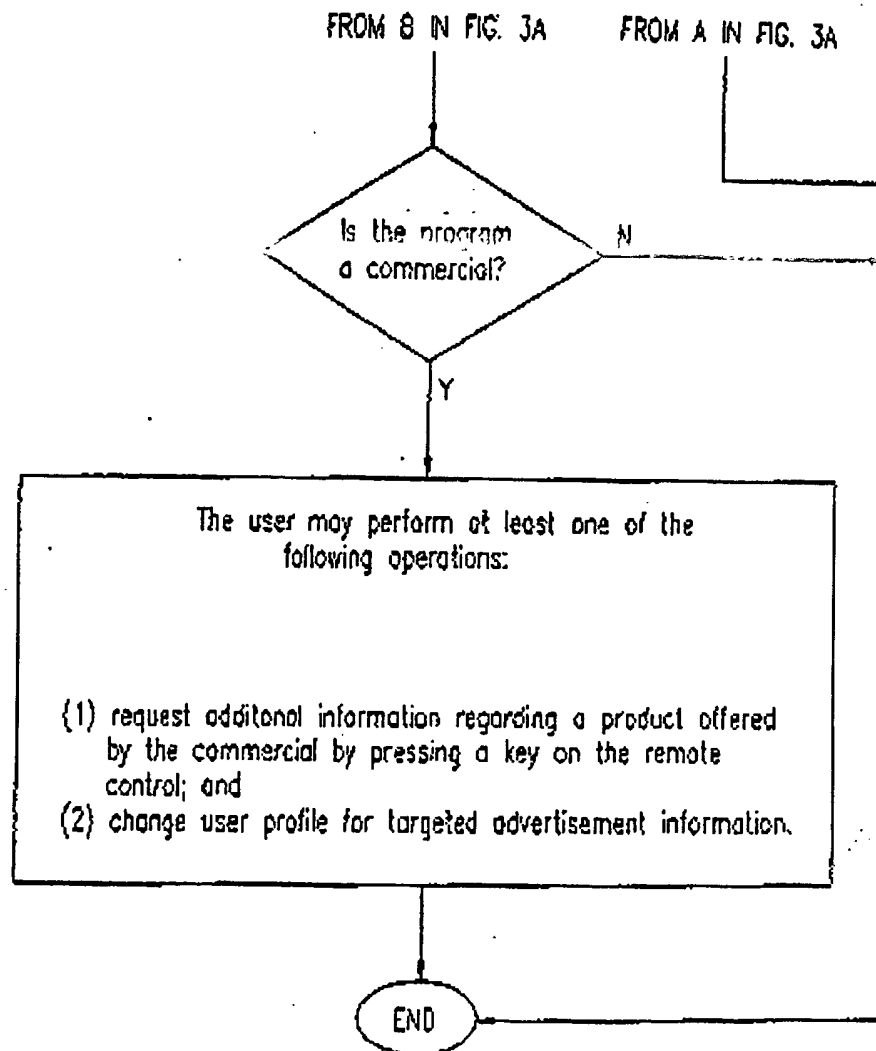 FROM B IN FIG. 3A
FROM A IN FIG. 3A
Is the program
a commercial?
N
Y
The user may perform at least one of the
following operations:
(1) request additonal information regarding a product offered
by the commercial by pressing a key on the remote
control; and
(2) change user profile for targeted advertisement information.
END